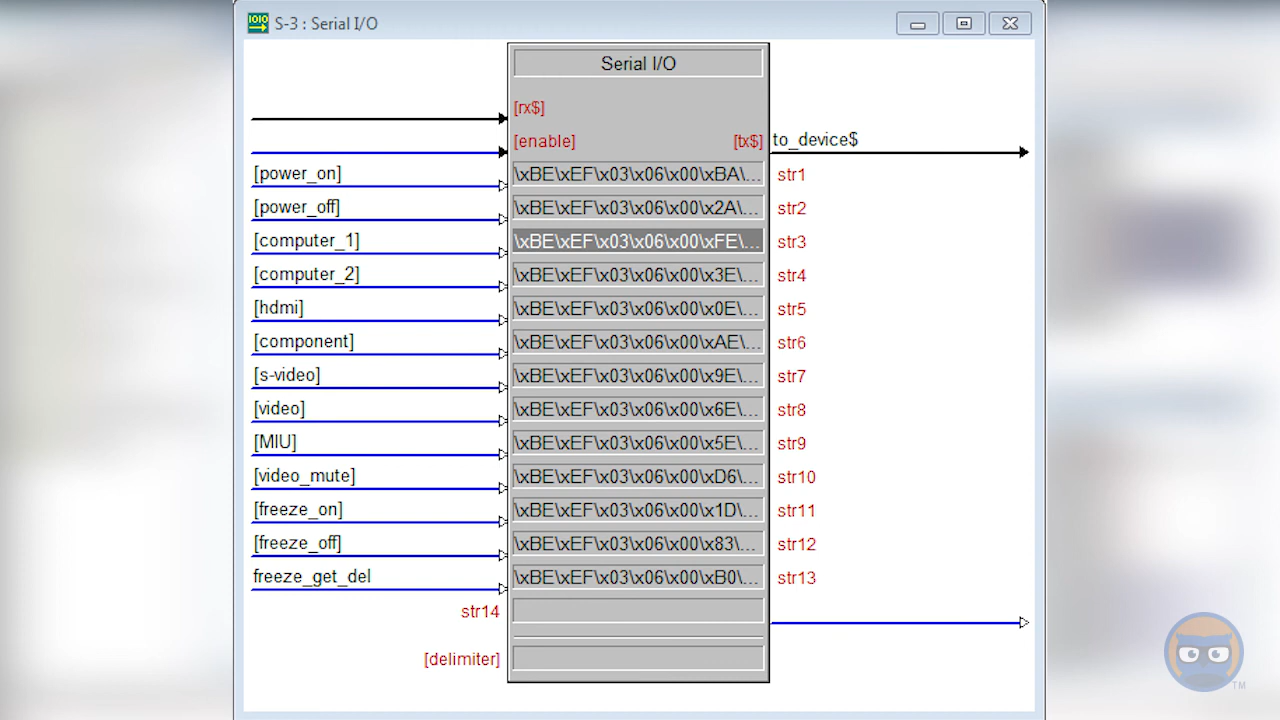 S-3 : Serial I/O
Serial I/O
[rx$]
[enable] [tx$] to_device$
[power_on] \xBE\xEF\x03\x06\x00\xBA\... str1
[power_off] \xBE\xEF\x03\x06\x00\x2A\... str2
[computer_1] \xBE\xEF\x03\x06\x00\xFE\... str3
[computer_2] \xBE\xEF\x03\x06\x00\x3E\... str4
[hdmi] \xBE\xEF\x03\x06\x00\x0E\... str5
[component] \xBE\xEF\x03\x06\x00\xAE\... str6
[s-video] \xBE\xEF\x03\x06\x00\x9E\... str7
[video] \xBE\xEF\x03\x06\x00\x6E\... str8
[MIU] \xBE\xEF\x03\x06\x00\x5E\... str9
[video_mute] \xBE\xEF\x03\x06\x00\xD6\... str10
[freeze_on] \xBE\xEF\x03\x06\x00\x1D\... str11
[freeze_off] \xBE\xEF\x03\x06\x00\x83\... str12
freeze_get_del \xBE\xEF\x03\x06\x00\xB0\... str13
str14
[delimiter]
TM